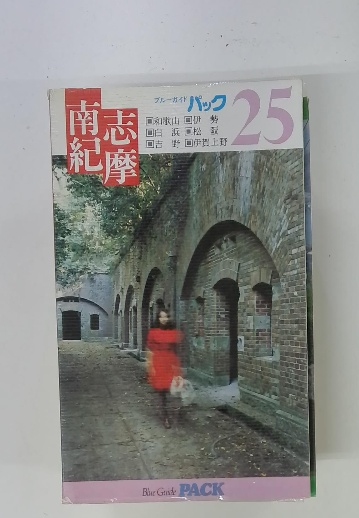 ブルーガイド パック 25
南紀
志摩
■和歌山 ■伊 勢
■白 浜 ■松 阪
■吉 野 ■伊賀上野
Blue Guide PACK